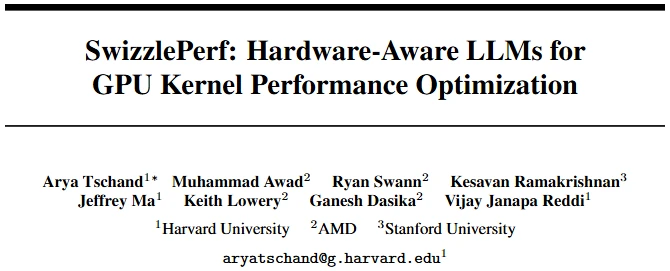 SwizzlePerf: Hardware-Aware LLMs for
GPU Kernel Performance Optimization
Arya Tschand¹* Muhammad Awad² Ryan Swann² Kesavan Ramakrishnan³
Jeffrey Ma¹ Keith Lowery² Ganesh Dasika² Vijay Janapa Reddi¹
¹Harvard University ²AMD ³Stanford University
aryatschand@g.harvard.edu¹